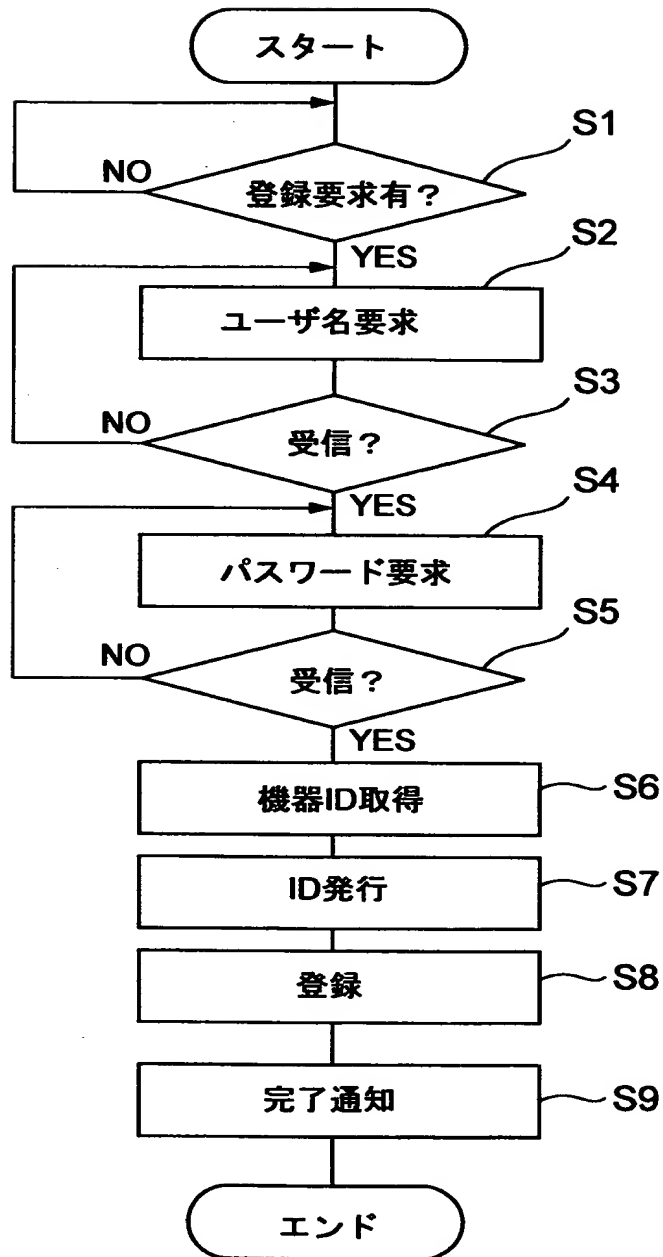 スタート
S1
NO
登録要求有?
YES
S2
ユーザ名要求
S3
NO
受信?
YES
S4
パスワード要求
S5
NO
受信?
YES
機器ID取得
S6
ID発行
S7
登録
S8
完了通知
S9
エンド